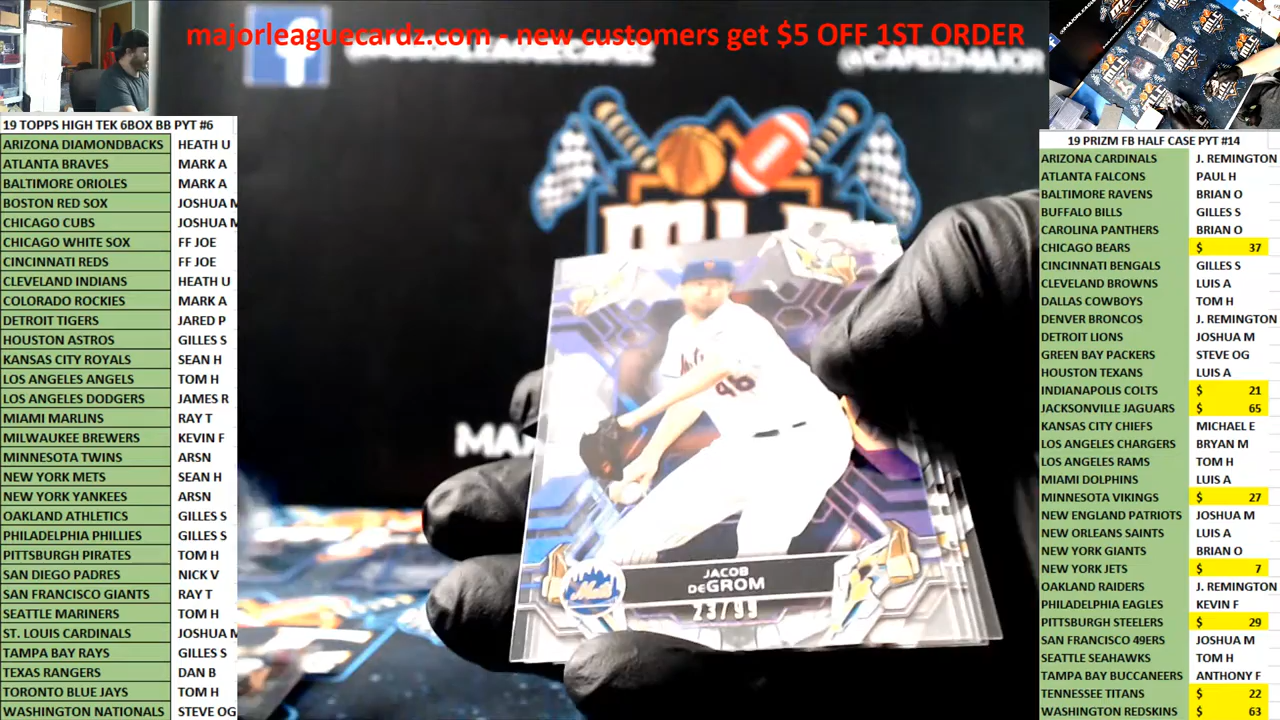 majorleaguecardz.com - new customers get $5 OFF 1ST ORDER
@CARDZMAJOR
19 TOPPS HIGH TEK 6BOX BB PYT #6
ARIZONA DIAMONDBACKS HEATH U
ATLANTA BRAVES MARK A
BALTIMORE ORIOLES MARK A
BOSTON RED SOX JOSHUA M
CHICAGO CUBS JOSHUA M
CHICAGO WHITE SOX FF JOE
CINCINNATI REDS FF JOE
CLEVELAND INDIANS HEATH U
COLORADO ROCKIES MARK A
DETROIT TIGERS JARED P
HOUSTON ASTROS GILLES S
KANSAS CITY ROYALS SEAN H
LOS ANGELES ANGELS TOM H
LOS ANGELES DODGERS JAMES R
MIAMI MARLINS RAY T
MILWAUKEE BREWERS KEVIN F
MINNESOTA TWINS ARSN
NEW YORK METS SEAN H
NEW YORK YANKEES ARSN
OAKLAND ATHLETICS GILLES S
PHILADELPHIA PHILLIES GILLES S
PITTSBURGH PIRATES TOM H
SAN DIEGO PADRES NICK V
SAN FRANCISCO GIANTS RAY T
SEATTLE MARINERS TOM H
ST. LOUIS CARDINALS JOSHUA M
TAMPA BAY RAYS GILLES S
TEXAS RANGERS DAN B
TORONTO BLUE JAYS TOM H
WASHINGTON NATIONALS STEVE OG
MLC
Mets
48
JACOB
DeGROM
23/99
Mets
19 PRIZM FB HALF CASE PYT #14
ARIZONA CARDINALS J. REMINGTON
ATLANTA FALCONS PAUL H
BALTIMORE RAVENS BRIAN O
BUFFALO BILLS GILLES S
CAROLINA PANTHERS BRIAN O
CHICAGO BEARS $ 37
CINCINNATI BENGALS GILLES S
CLEVELAND BROWNS LUIS A
DALLAS COWBOYS TOM H
DENVER BRONCOS J. REMINGTON
DETROIT LIONS JOSHUA M
GREEN BAY PACKERS STEVE OG
HOUSTON TEXANS LUIS A
INDIANAPOLIS COLTS $ 21
JACKSONVILLE JAGUARS $ 65
KANSAS CITY CHIEFS MICHAEL E
LOS ANGELES CHARGERS BRYAN M
LOS ANGELES RAMS TOM H
MIAMI DOLPHINS LUIS A
MINNESOTA VIKINGS $ 27
NEW ENGLAND PATRIOTS JOSHUA M
NEW ORLEANS SAINTS LUIS A
NEW YORK GIANTS BRIAN O
NEW YORK JETS $ 7
OAKLAND RAIDERS J. REMINGTON
PHILADELPHIA EAGLES KEVIN F
PITTSBURGH STEELERS $ 29
SAN FRANCISCO 49ERS JOSHUA M
SEATTLE SEAHAWKS TOM H
TAMPA BAY BUCCANEERS ANTHONY F
TENNESSEE TITANS $ 22
WASHINGTON REDSKINS $ 63